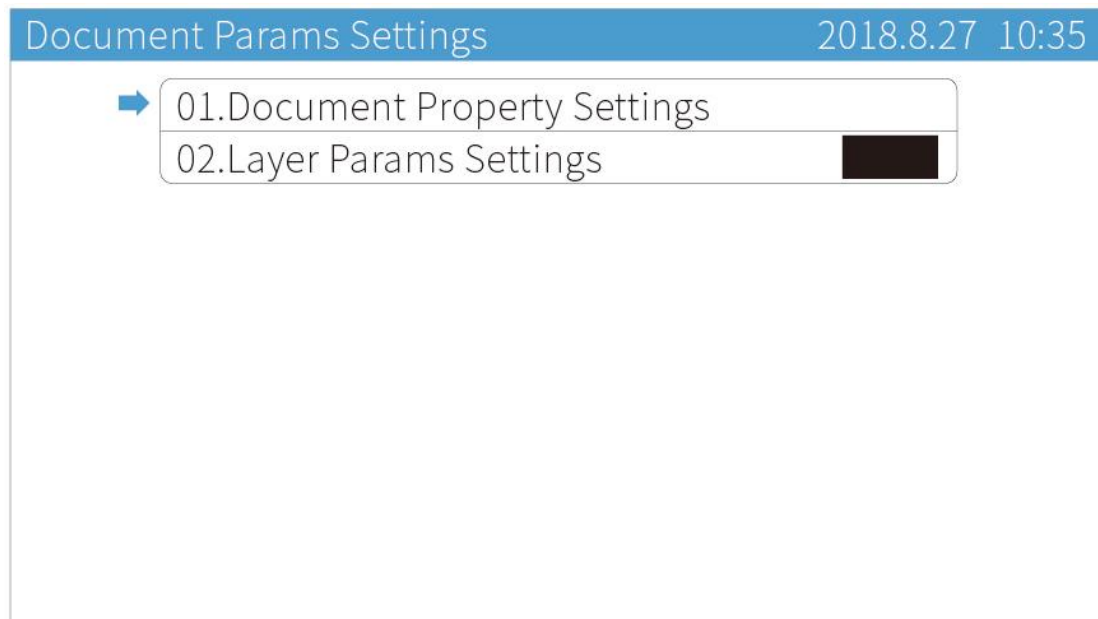 Document Params Settings 2018.8.27 10:35
01.Document Property Settings
02.Layer Params Settings